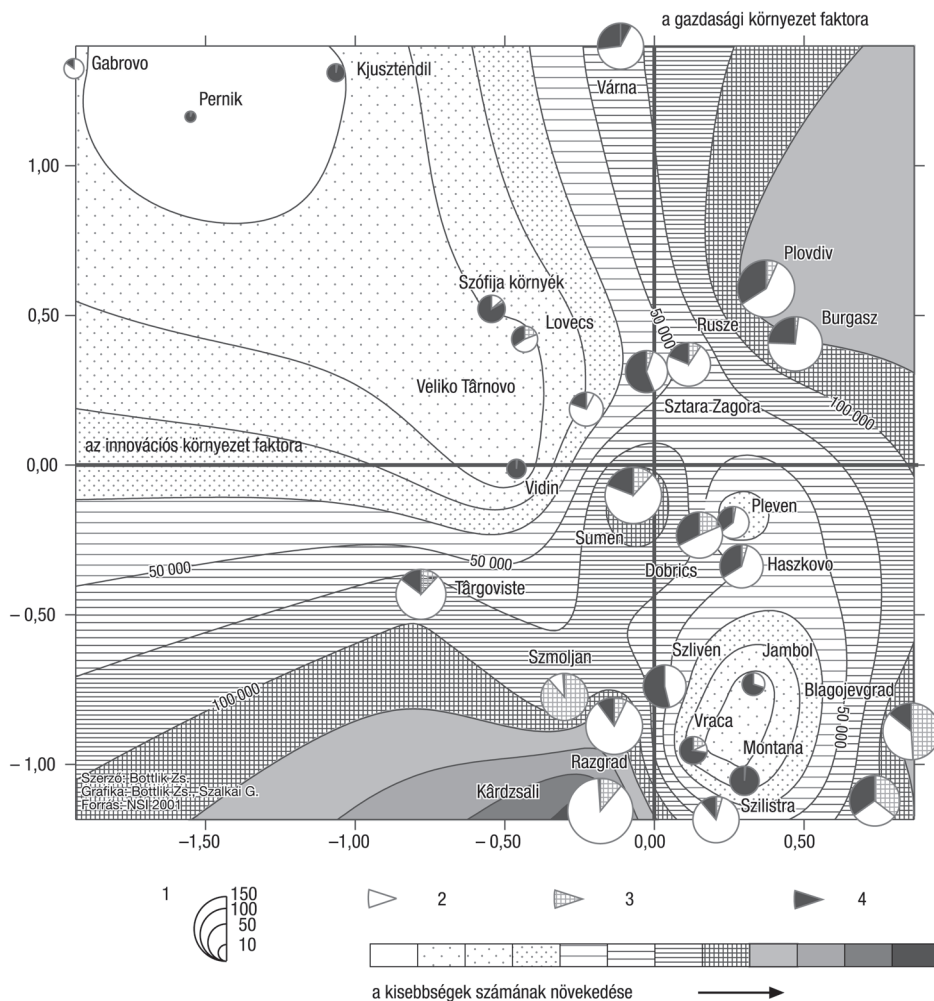 a gazdasági környezet faktora
Gabrovo
Kjusztendil
Pernik
Várna
1,00
Plovdiv
Szófija környék
0,50
Burgasz
Lovecs
50 000
Rusze
Veliko Târnovo
Sztara Zagora
100 000
az innovációs környezet faktora
0,00
Vidin
Pleven
Sumen
50 000
50 000
Dobrics
Haszkovo
Târgoviste
– 0,50
Szmoljan
Szliven
Jambol
Blagojevgrad
100 000
Vraca
50 000
Montana
– 1,00
Razgrad
Szerző: Bottlik Zs.
Grafika: Bottlik Zs., Szalkai G.
Forrás: NSI 2001
Kârdzsali
Szilistra
–1,50
–1,00
– 0,50
0,00
0,50
1
150
100
50
10
2
3
4
a kisebbségek számának növekedése